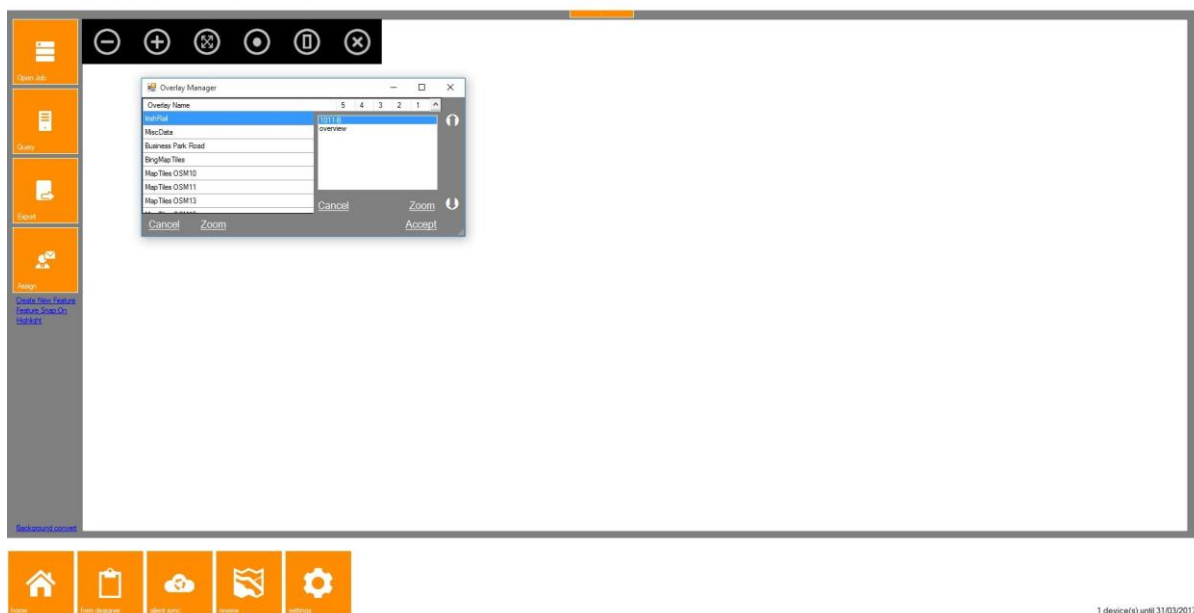 Open Job
Query
Export
Assign
Create New Feature
Feature Snap On
Highlight
Background convert
Overlay Manager
Overlay Name 5 4 3 2 1
IrishRail
MiscData
Business Park Road
BingMapTiles
MapTiles OSM10
MapTiles OSM11
MapTiles OSM13
1011-8
overview
Cancel Zoom
Cancel Zoom Accept
home form designer client sync review settings
1 device(s) until 31/03/2017